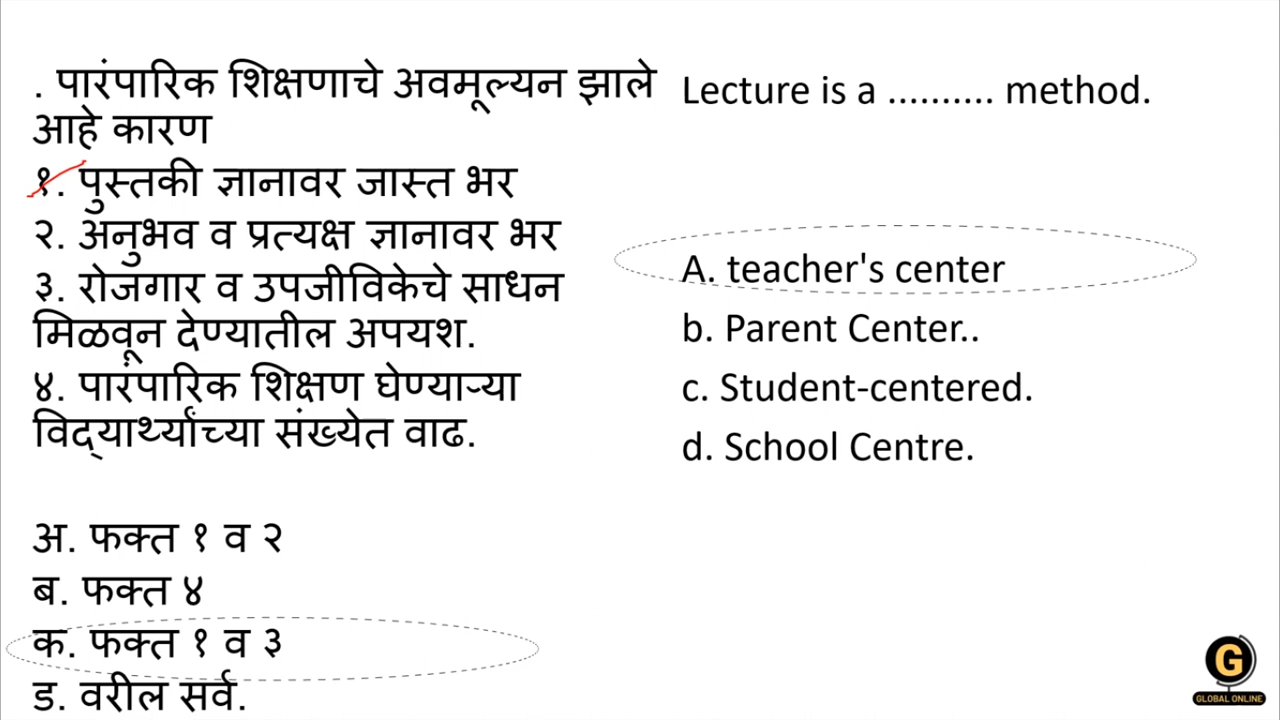 . पारंपारिक शिक्षणाचे अवमूल्यन झाले
आहे कारण
१. पुस्तकी ज्ञानावर जास्त भर
२. अनुभव व प्रत्यक्ष ज्ञानावर भर
३. रोजगार व उपजीविकेचे साधन
मिळवून देण्यातील अपयश.
४. पारंपारिक शिक्षण घेण्याऱ्या
विद्यार्थ्यांच्या संख्येत वाढ.
अ. फक्त १ व २
ब. फक्त ४
क. फक्त १ व ३
ड. वरील सर्व.
Lecture is a .......... method.
A. teacher's center
b. Parent Center..
c. Student-centered.
d. School Centre.
G
GLOBAL ONLINE